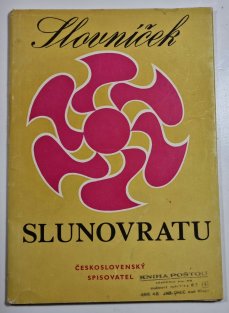 Slovníček
SLUNOVRATU
ČESKOSLOVENSKÝ
SPISOVATEL
KNIHA POŠTOU